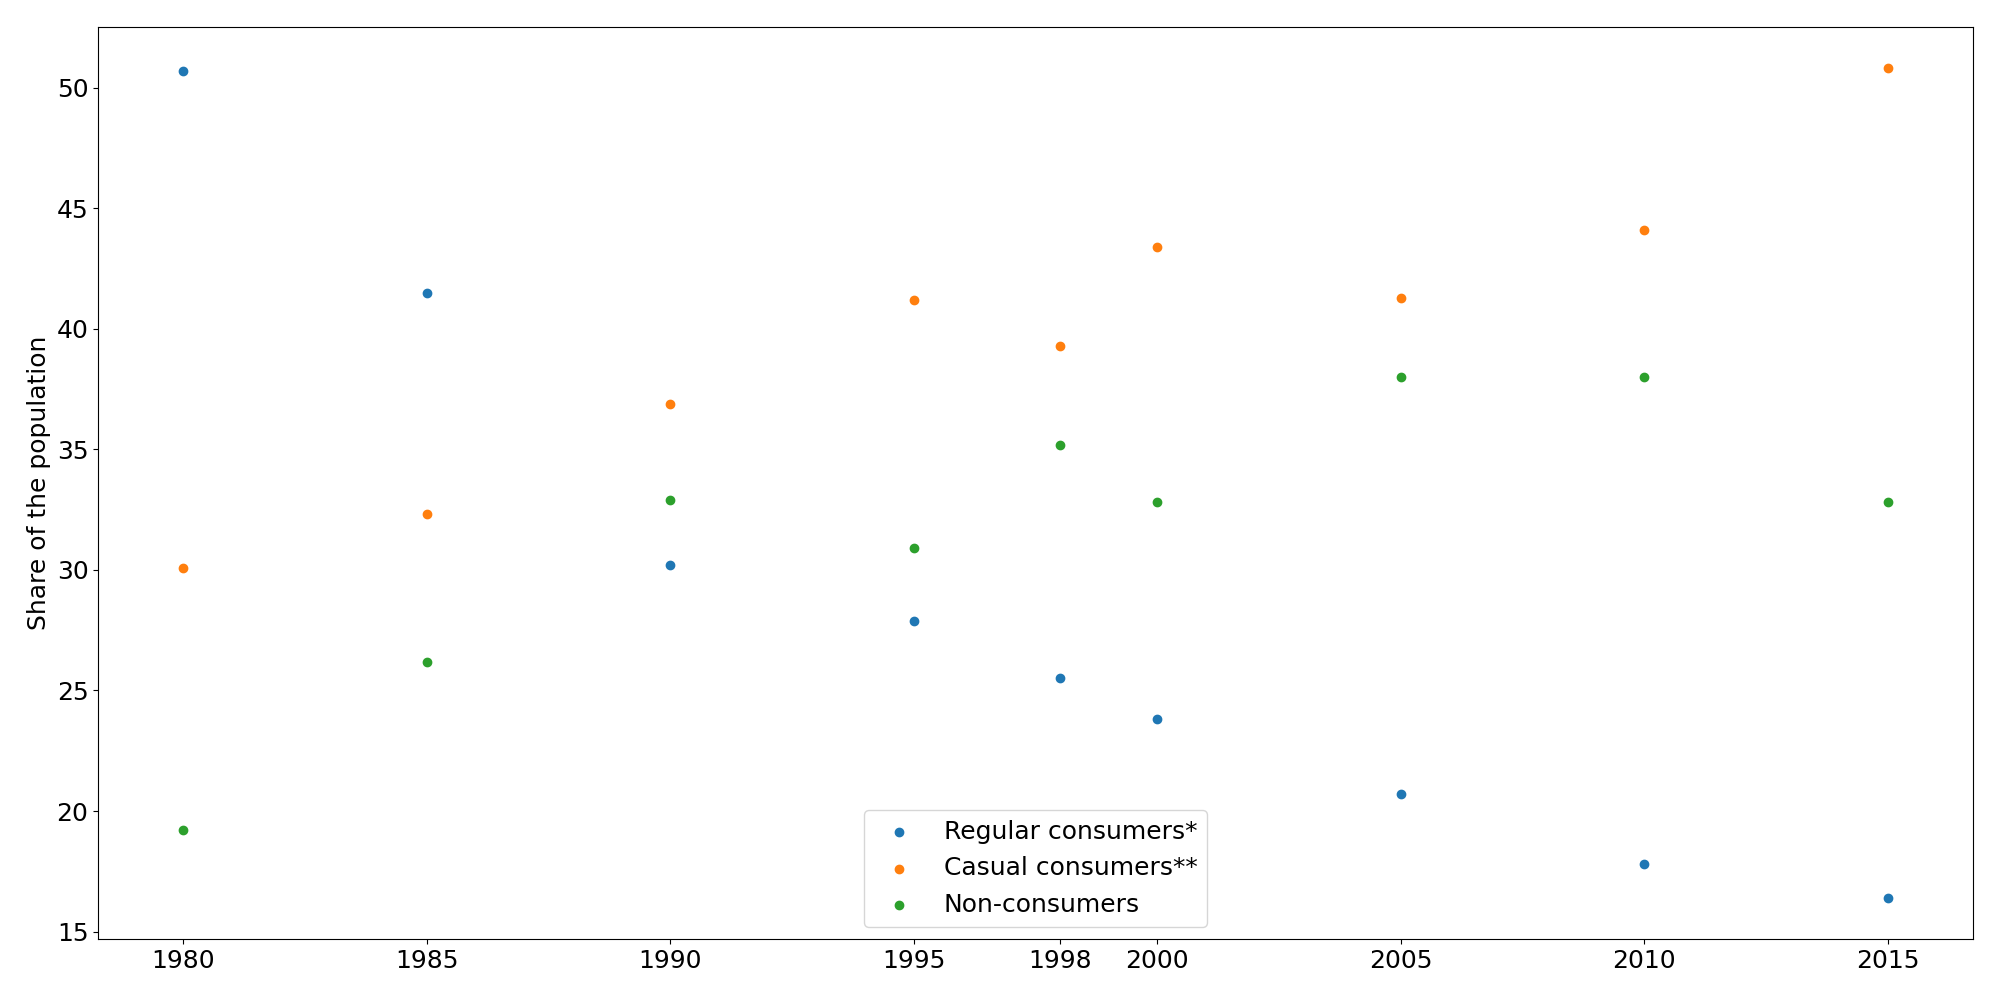 Share of the population
50
45
40
35
30
25
20
15
1980 1985 1990 1995 1998 2000 2005 2010 2015
Regular consumers*
Casual consumers**
Non-consumers